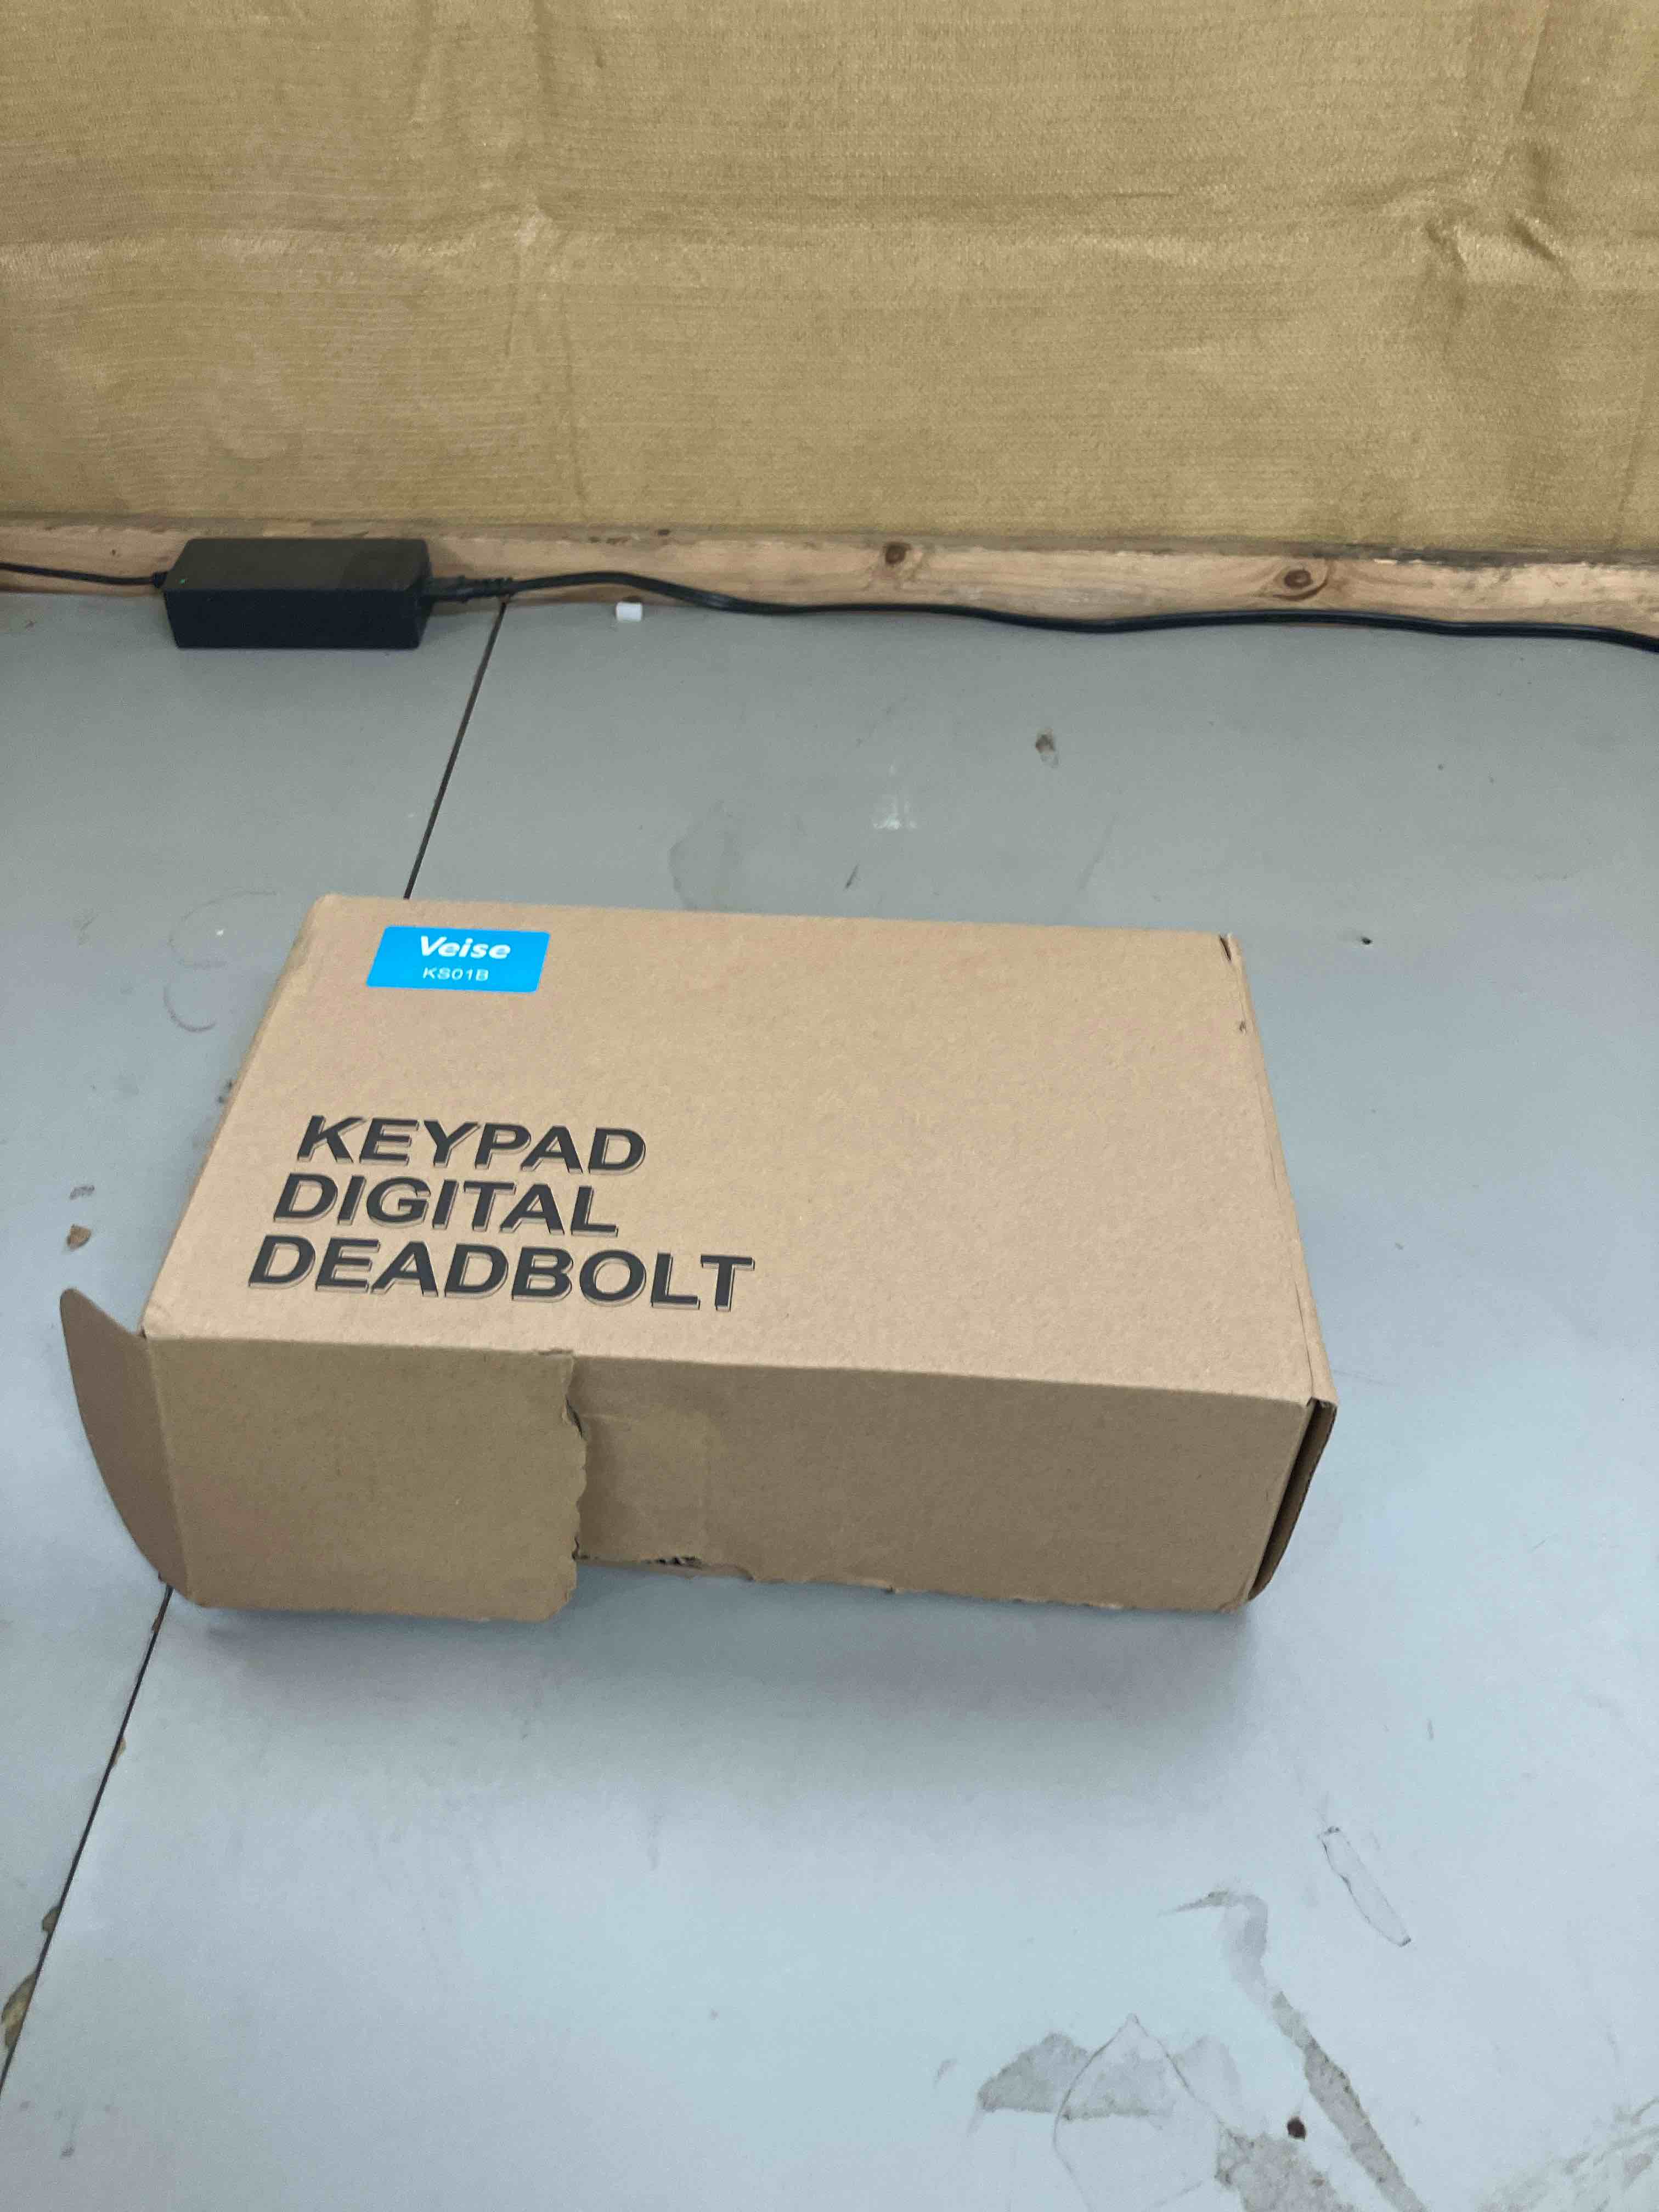 Veise
KS01B
KEYPAD
DIGITAL
DEADBOLT